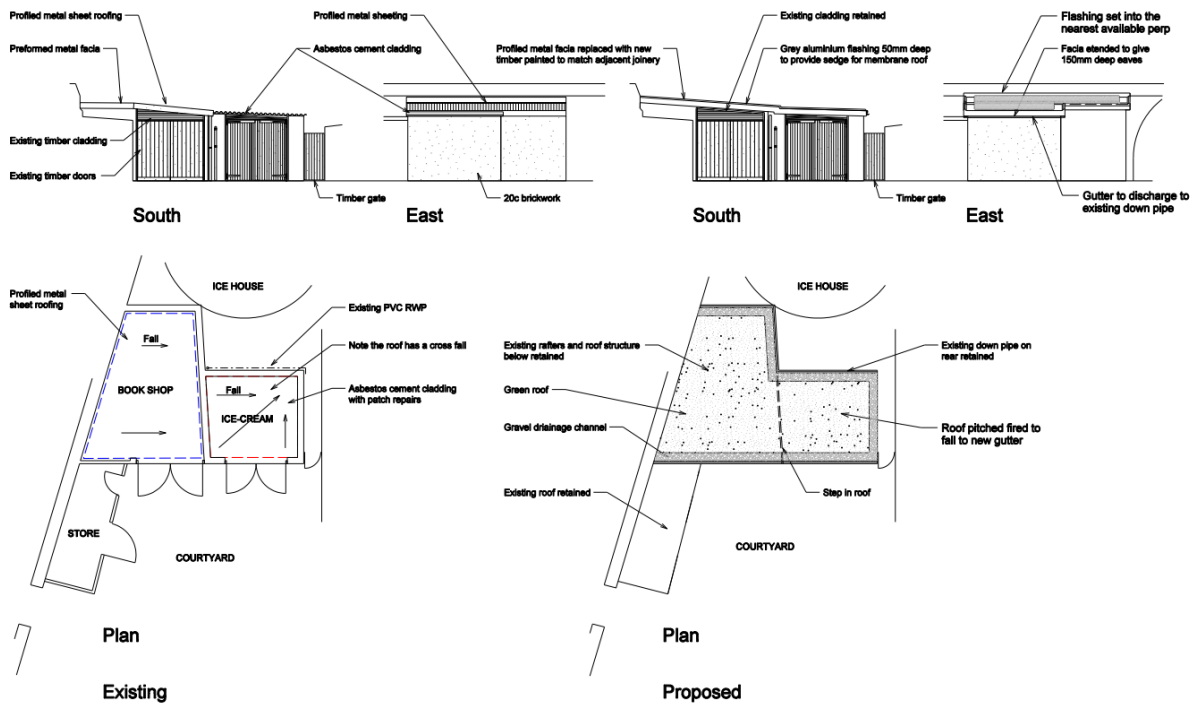 Profiled metal sheet roofing
Preformed metal facia
Existing timber cladding
Existing timber doors
Profiled metal sheeting
Asbestos cement cladding
Timber gate
20c brickwork
South
East
Existing cladding retained
Profiled metal facia replaced with new
timber painted to match adjacent joinery
Grey aluminium flashing 50mm deep
to provide sedge for membrane roof
Flashing set into the
nearest available perp
Facia etended to give
150mm deep eaves
Timber gate
Gutter to discharge to
existing down pipe
South
East
Profiled metal
sheet roofing
ICE HOUSE
Existing PVC RWP
Note the roof has a cross fall
Asbestos cement cladding
with patch repairs
Fall
BOOK SHOP
Fall
ICE-CREAM
STORE
COURTYARD
Plan
Existing
ICE HOUSE
Existing rafters and roof structure
below retained
Green roof
Gravel drainage channel
Existing roof retained
Existing down pipe on
rear retained
Roof pitched fired to
fall to new gutter
Step in roof
COURTYARD
Plan
Proposed